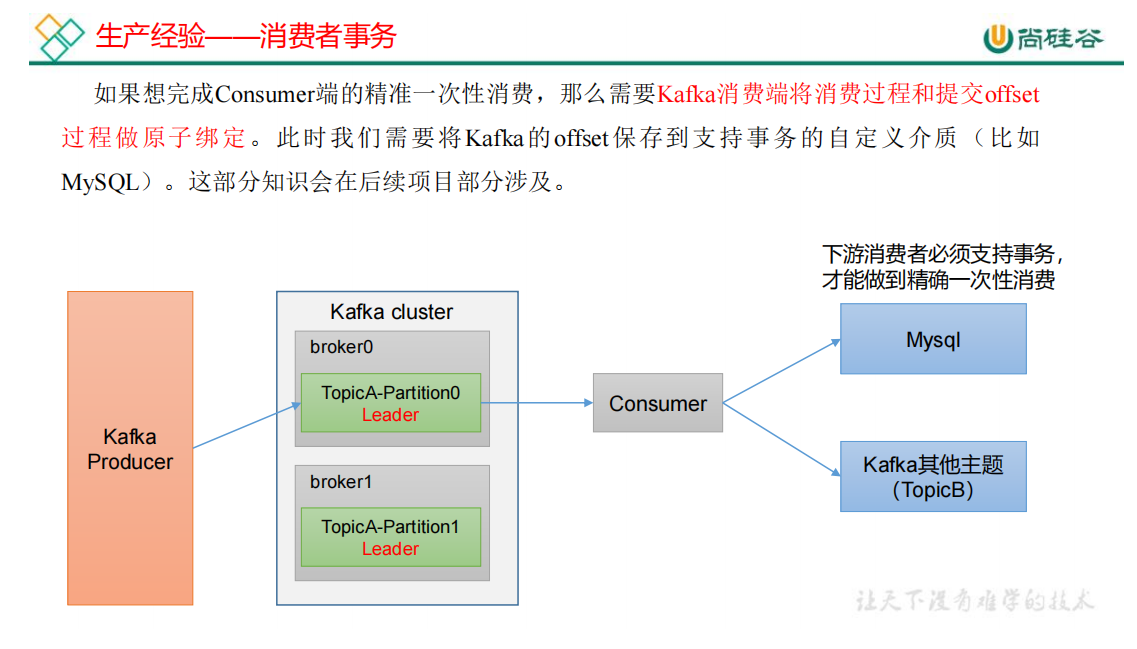 生产经验——消费者事务
尚硅谷
如果想完成Consumer端的精准一次性消费，那么需要Kafka消费端将消费过程和提交offset
过程做原子绑定。此时我们需要将Kafka的offset保存到支持事务的自定义介质（比如
MySQL）。这部分知识会在后续项目部分涉及。
下游消费者必须支持事务，
才能做到精确一次性消费
Kafka cluster
broker0
TopicA-Partition0
Leader
broker1
TopicA-Partition1
Leader
Kafka
Producer
Consumer
Mysql
Kafka其他主题
（TopicB）
让天下没有难学的技术